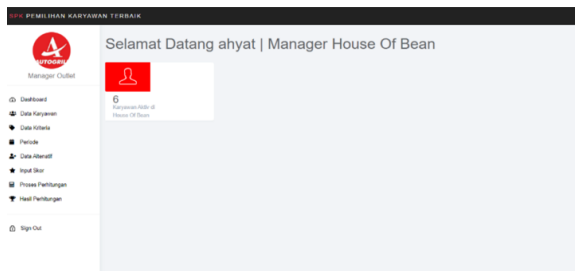 SPK PEMILIHAN KARYAWAN TERBAIK
AUTOGRILL
Manager Outlet
Dashboard
Data Karyawan
Data Kriteria
Periode
Data Alternatif
Input Skor
Proses Perhitungan
Hasil Perhitungan
Sign Out
Selamat Datang ahyat | Manager House Of Bean
6
Karyawan Aktif di
House Of Bean